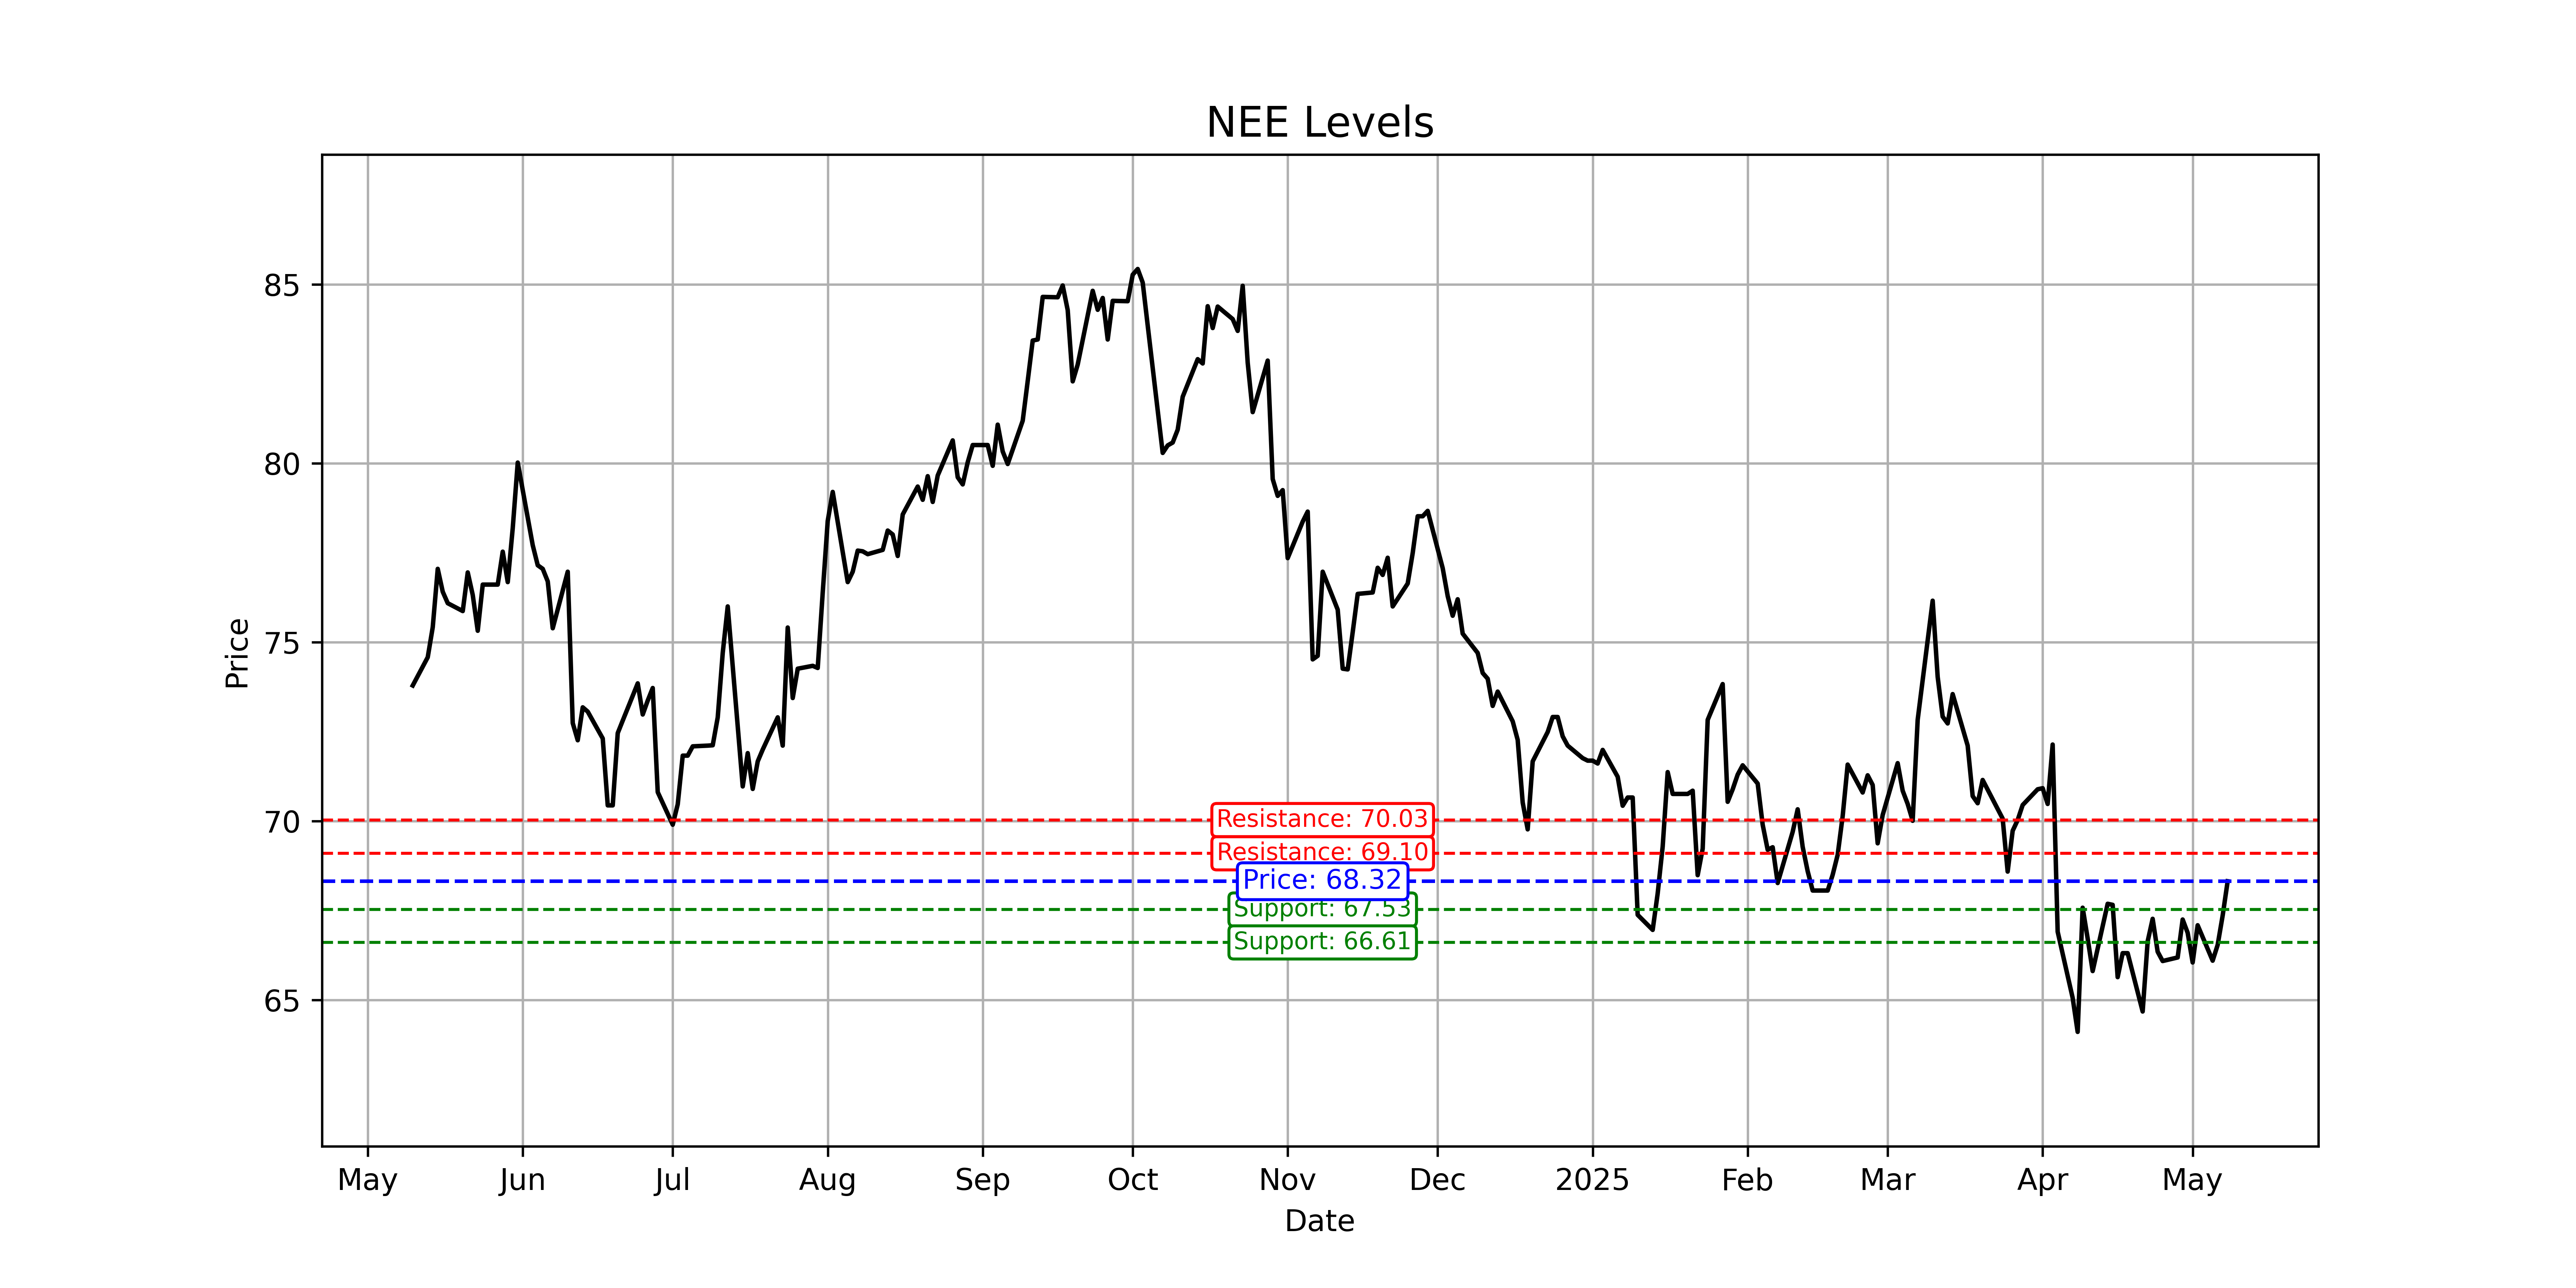 NEE Levels
Price
85
80
75
70
65
Resistance: 70.03
Resistance: 69.10
Price: 68.32
Support: 67.53
Support: 66.61
May Jun Jul Aug Sep Oct Nov Dec 2025 Feb Mar Apr May
Date